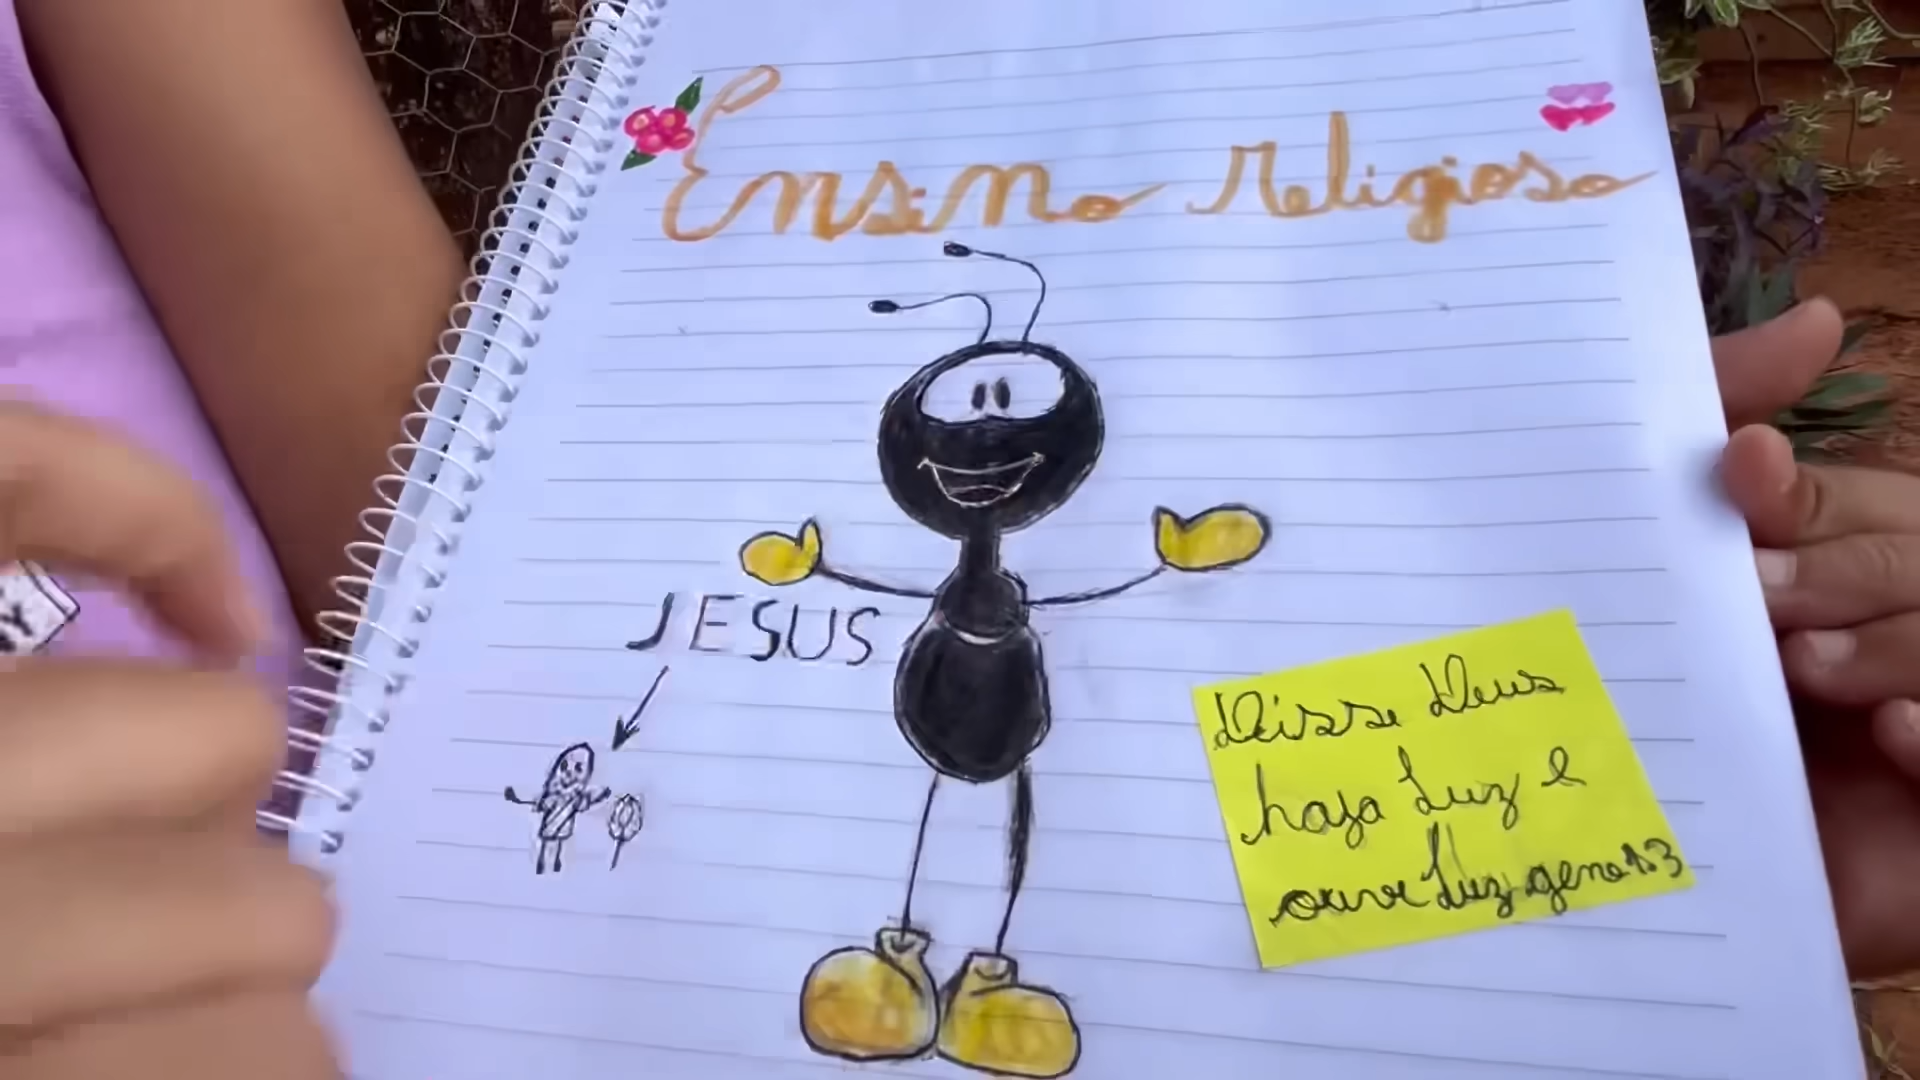 Ensino religioso
JESUS
Disse Deus
haja Luz e
ouve Luz gene 1.3